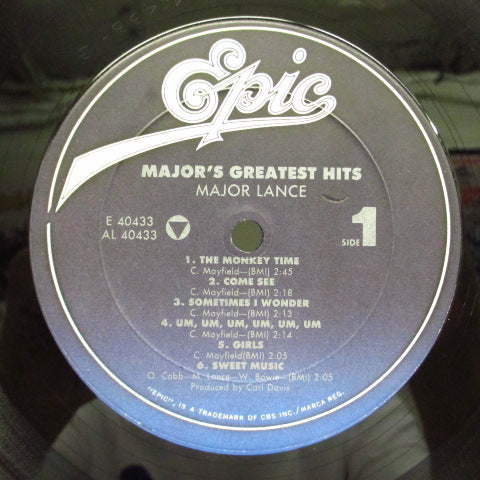 Epic
MAJOR'S GREATEST HITS
MAJOR LANCE
E 40433
AL 40433
SIDE 1
1. THE MONKEY TIME
C. Mayfield—(BMI) 2:45
2. COME SEE
C. Mayfield—(BMI) 2:18
3. SOMETIMES I WONDER
C. Mayfield—(BMI) 2:13
4. UM, UM, UM, UM, UM, UM
C. Mayfield—(BMI) 2:14
5. GIRLS
C. Mayfield(BMI) 2:05
6. SWEET MUSIC
O. Cobb—M. Lance—W. Bowie—(BMI) 2:05
Produced by Carl Davis
"EPIC", IS A TRADEMARK OF CBS INC./MARCA REG.